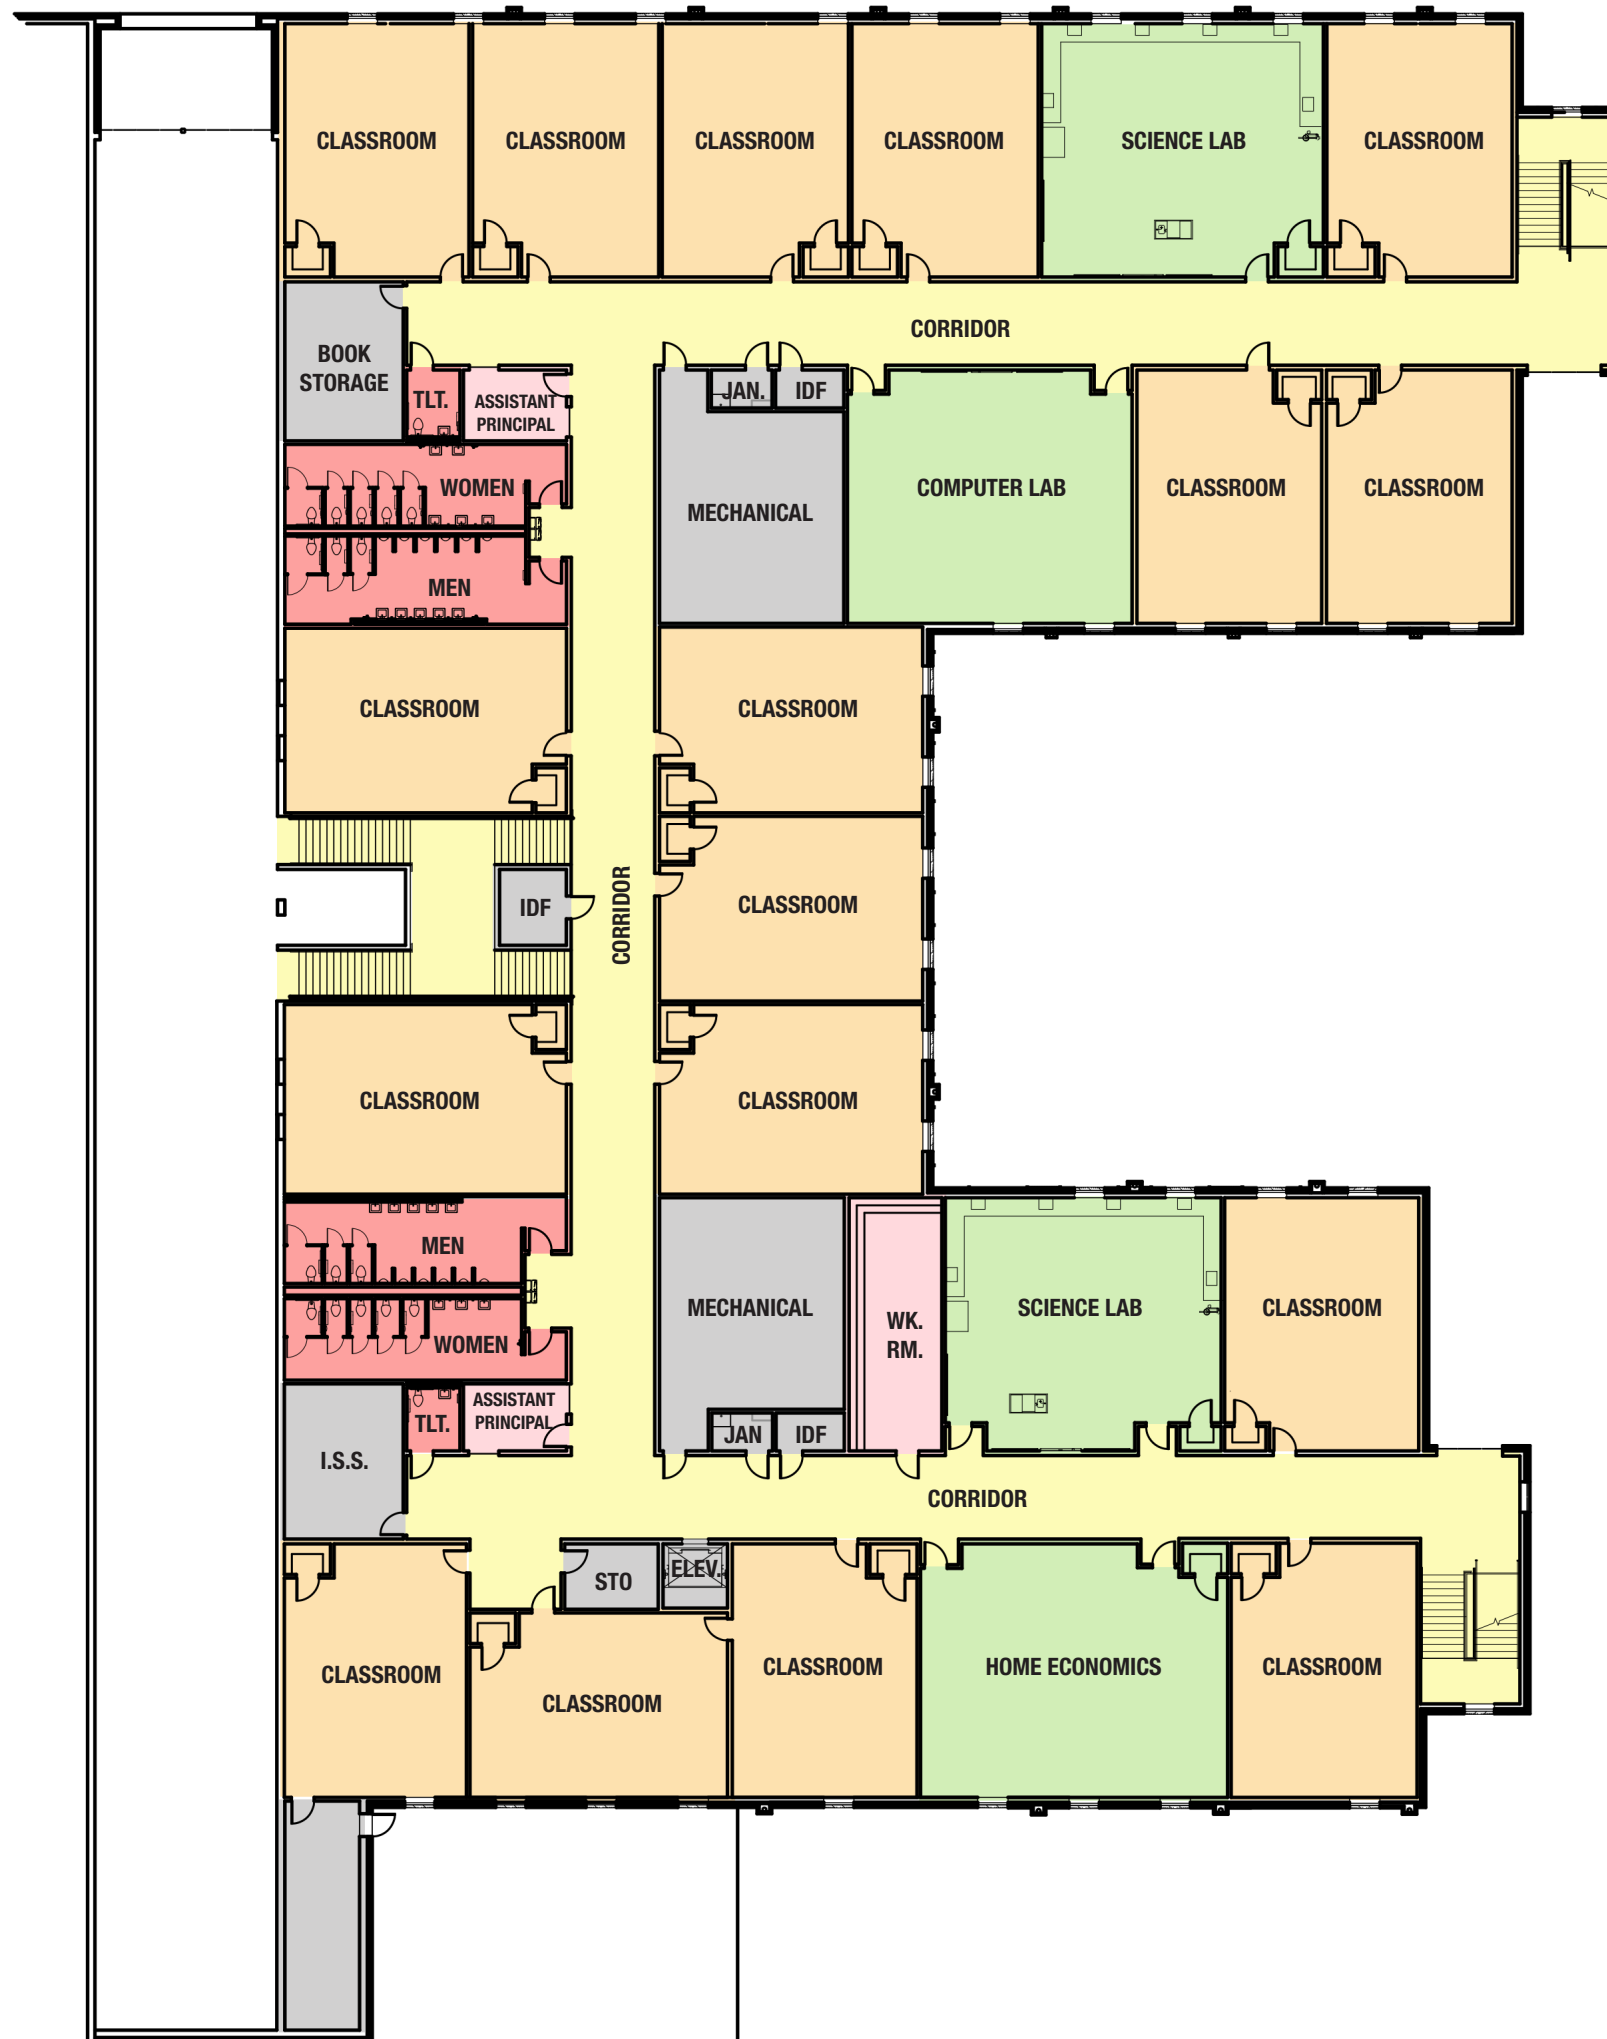 CLASSROOM
CLASSROOM
CLASSROOM
CLASSROOM
SCIENCE LAB
CLASSROOM
CORRIDOR
BOOK
STORAGE
TLT.
ASSISTANT
PRINCIPAL
JAN.
IDF
WOMEN
MECHANICAL
COMPUTER LAB
CLASSROOM
CLASSROOM
MEN
CLASSROOM
CLASSROOM
IDF
CORRIDOR
CLASSROOM
CLASSROOM
CLASSROOM
MEN
MECHANICAL
WK.
RM.
SCIENCE LAB
CLASSROOM
WOMEN
I.S.S.
TLT.
ASSISTANT
PRINCIPAL
JAN
IDF
CORRIDOR
STO
ELEV.
CLASSROOM
CLASSROOM
CLASSROOM
HOME ECONOMICS
CLASSROOM